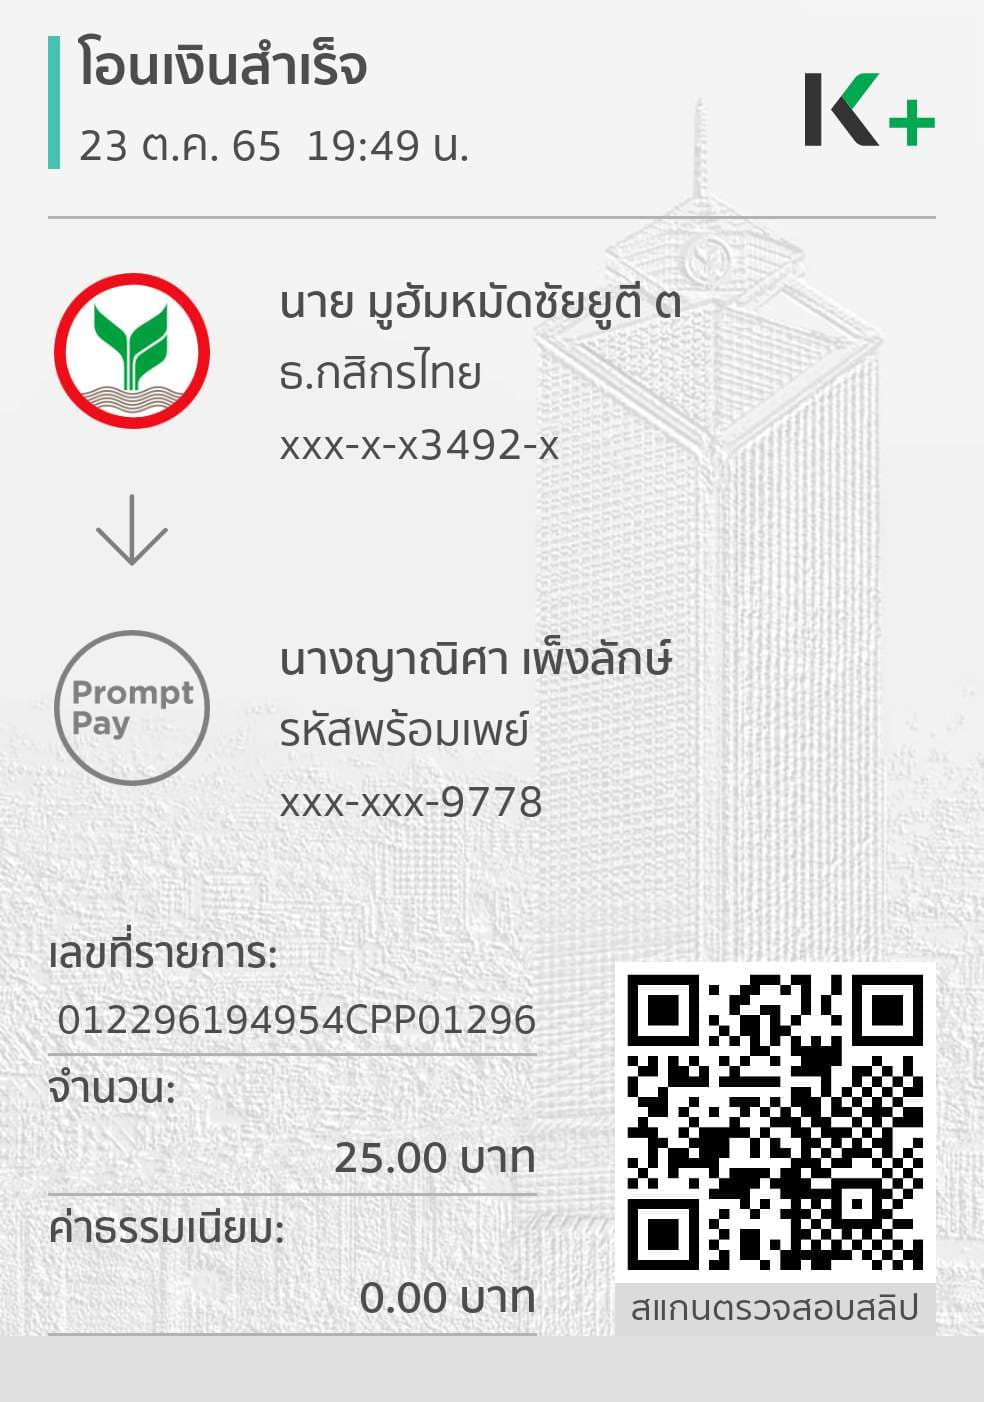 โอนเงินสำเร็จ
23 ต.ค. 65  19:49 น.
K+
นาย มูฮัมหมัดซัยยูตี ต
ธ.กสิกรไทย
xxx-x-x3492-x
Prompt
Pay
นางญาณิศา เพ็งลักษ์
รหัสพร้อมเพย์
xxx-xxx-9778
เลขที่รายการ:
012296194954CPP01296
จำนวน:
25.00 บาท
ค่าธรรมเนียม:
0.00 บาท
สแกนตรวจสอบสลิป